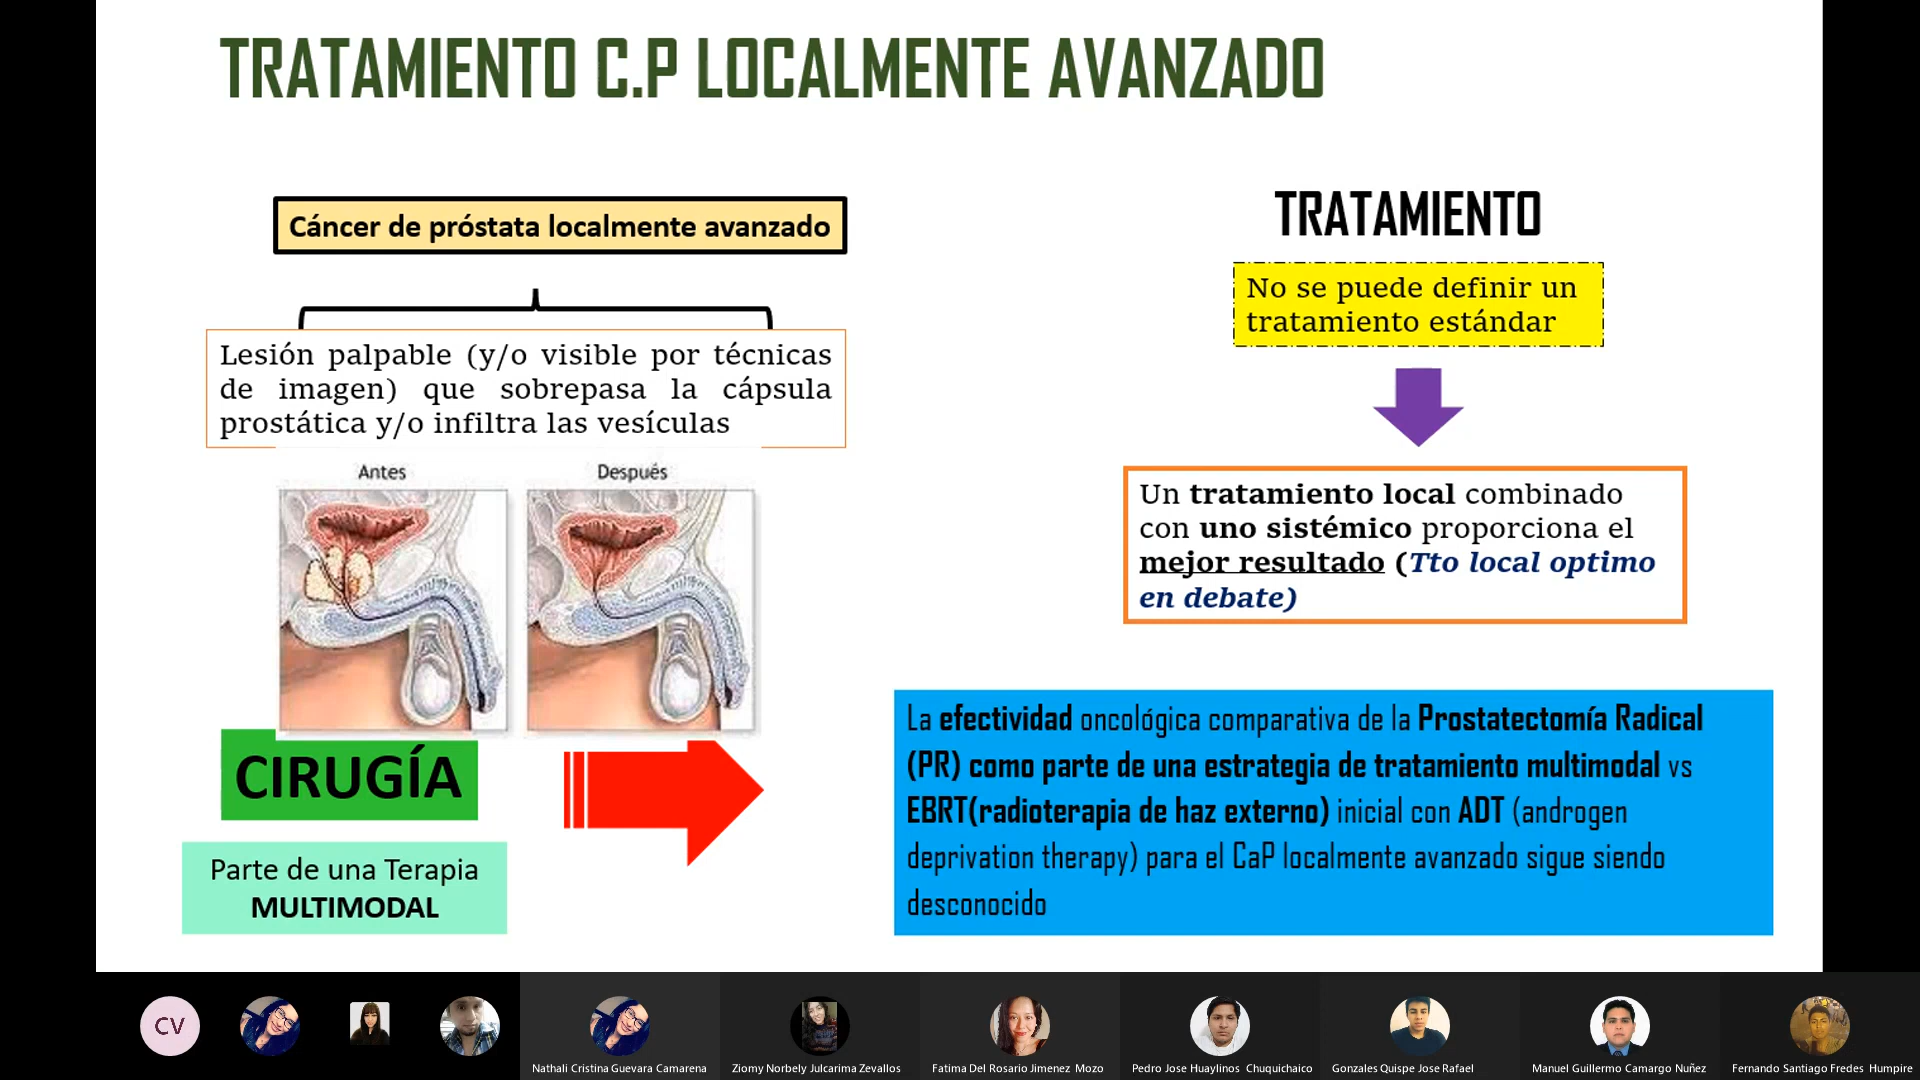 TRATAMIENTO C.P LOCALMENTE AVANZADO
Cáncer de próstata localmente avanzado
Lesión palpable (y/o visible por técnicas
de imagen) que sobrepasa la cápsula
prostática y/o infiltra las vesículas
Antes
Después
CIRUGÍA
Parte de una Terapia
MULTIMODAL
TRATAMIENTO
No se puede definir un
tratamiento estándar
Un tratamiento local combinado
con uno sistémico proporciona el
mejor resultado (Tto local optimo
en debate)
La efectividad oncológica comparativa de la Prostatectomía Radical
(PR) como parte de una estrategia de tratamiento multimodal vs
EBRT(radioterapia de haz externo) inicial con ADT (androgen
deprivation therapy) para el CaP localmente avanzado sigue siendo
desconocido
CV
Nathali Cristina Guevara Camarena
Ziomy Norbely Julcarima Zevallos
Fatima Del Rosario Jimenez Mozo
Pedro Jose Huaylinos Chuquichaico
Gonzales Quispe Jose Rafael
Manuel Guillermo Camargo Nuñez
Fernando Santiago Fredes Humpire